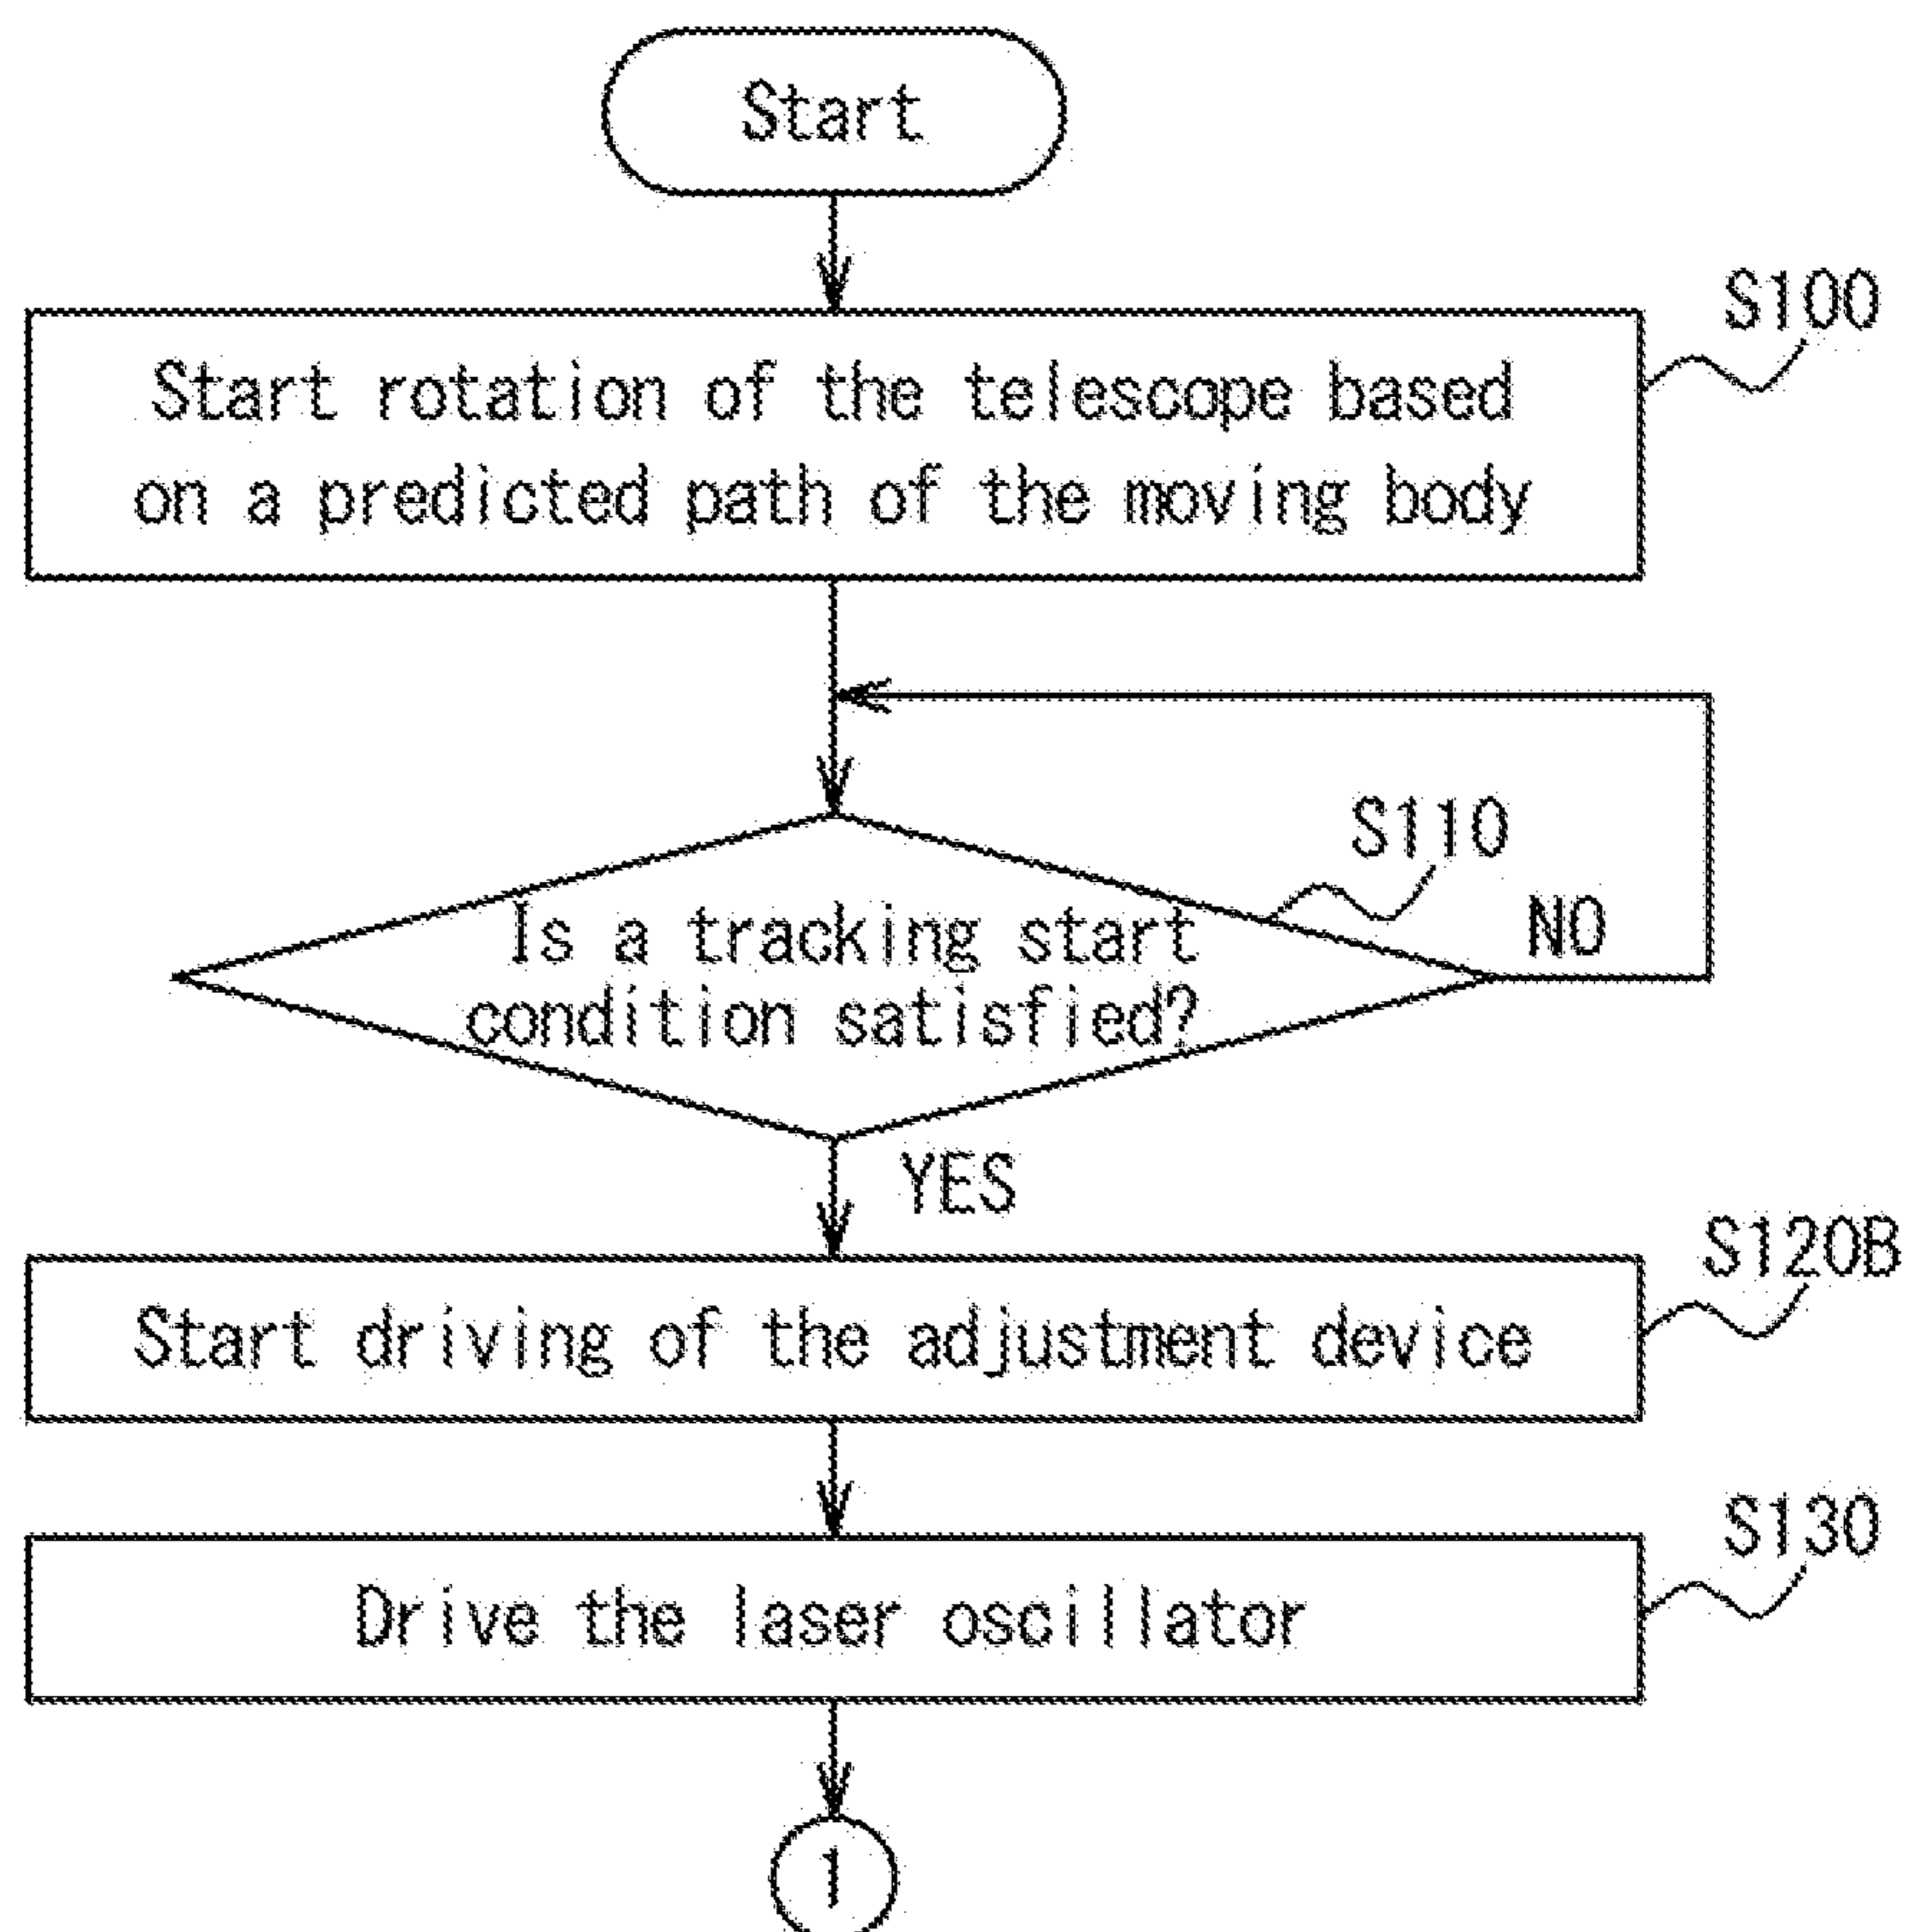 Start
S100
Start rotation of the telescope based
on a predicted path of the moving body
S110
Is a tracking start
condition satisfied?
NO
YES
S120B
Start driving of the adjustment device
S130
Drive the laser oscillator
1